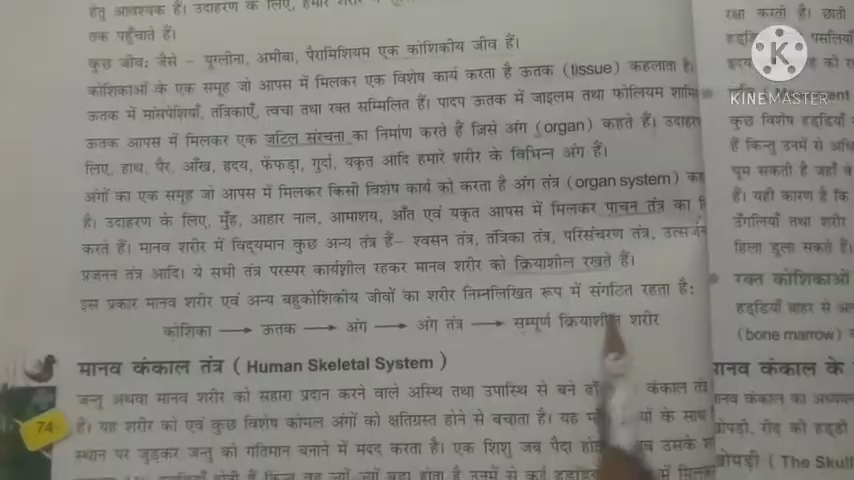 हेतु आवश्यक हैं। उदाहरण के लिए, हमारे शरीर
तक पहुँचाते हैं।
कुछ जीव: जैसे - यूग्लीना, अमीबा, पैरामिशियम एक कोशिकीय जीव हैं।
कोशिकाओं के एक समूह जो आपस में मिलकर एक विशेष कार्य करता है ऊतक (tissue) कहलाता है।
ऊतक में मांसपेशियाँ, तंत्रिकाएँ, त्वचा तथा रक्त सम्मिलित हैं। पादप ऊतक में जाइलम तथा फोलियम शामि
ऊतक आपस में मिलकर एक जटिल संरचना का निर्माण करते हैं जिसे अंग (organ) कहते हैं। उदाहर
लिए, हाथ, पैर, आँख, हृदय, फेंफड़ा, गुर्दा, यकृत आदि हमारे शरीर के विभिन्न अंग हैं।
अंगों का एक समूह जो आपस में मिलकर किसी विशेष कार्य को करता है अंग तंत्र (organ system) कह
है। उदाहरण के लिए, मुँह, आहार नाल, आमाशय, आँत एवं यकृत आपस में मिलकर पाचन तंत्र का
करते हैं। मानव शरीर में विद्यमान कुछ अन्य तंत्र हैं- श्वसन तंत्र, तंत्रिका तंत्र, परिसंचरण तंत्र, उत्सर्जन
प्रजनन तंत्र आदि। ये सभी तंत्र परस्पर कार्यशील रहकर मानव शरीर को क्रियाशील रखते हैं।
इस प्रकार मानव शरीर एवं अन्य बहुकोशिकीय जीवों का शरीर निम्नलिखित रूप में संगठित रहता है:
कोशिका → ऊतक → अंग → अंग तंत्र → सम्पूर्ण क्रियाशील शरीर
मानव कंकाल तंत्र ( Human Skeletal System )
जन्तु अथवा मानव शरीर को सहारा प्रदान करने वाले अस्थि तथा उपास्थि से बने कंकाल तंत्र
हैं। यह शरीर को एवं कुछ विशेष कोमल अंगों को क्षतिग्रस्त होने से बचाता है। यह के साथ
स्थान पर जुड़कर जन्तु को गतिमान बनाने में मदद करता है। एक शिशु जब पैदा उसके
74
रक्षा करती हैं। छाती
पसलियाँ
KINEMASTER
कुछ विशेष हड्डियाँ
हैं किन्तु उनमें से
घूम सकती है जहाँ
हैं। यही कारण है कि
उँगलियाँ तथा शरीर
हिला डुला सकते हैं।
रक्त कोशिकाओं
हड्डियाँ बाहर से
(bone marrow)
मानव कंकाल के
मानव कंकाल का अध्ययन
खोपड़ी, रीढ़ की हड्डी
खोपड़ी ( The Skull